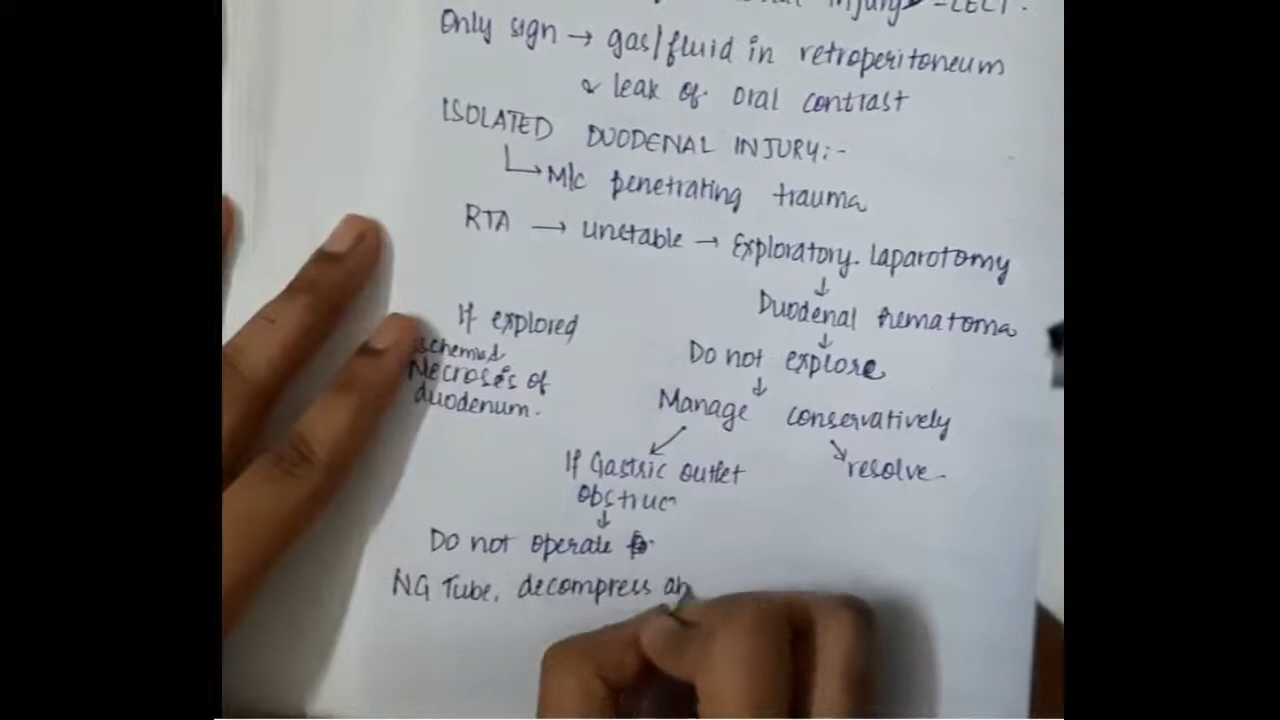 Injury - CECT.
Only sign → gas/fluid in retroperitoneum
& leak of oral contrast
ISOLATED DUODENAL INJURY:-
M/c penetrating trauma
RTA → unstable → Exploratory. laparotomy
↓
Duodenal hematoma
↓
Do not explore
↓
Manage conservatively
resolve.
If Gastric outlet
obstruc
↓
Do not operate
NG Tube, decompress
If explored
Necrosis of
duodenum.